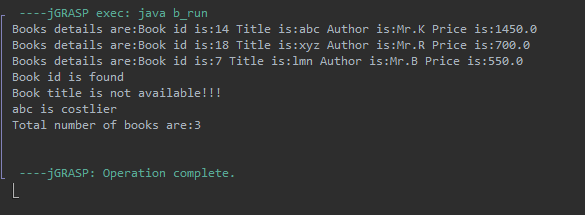 ----jGRASP exec: java b_run
Books details are:Book id is:14 Title is:abc Author is:Mr.K Price is:1450.0
Books details are:Book id is:18 Title is:xyz Author is:Mr.R Price is:700.0
Books details are:Book id is:7 Title is:lmn Author is:Mr.B Price is:550.0
Book id is found
Book title is not available!!!
abc is costlier
Total number of books are:3
----jGRASP: Operation complete.